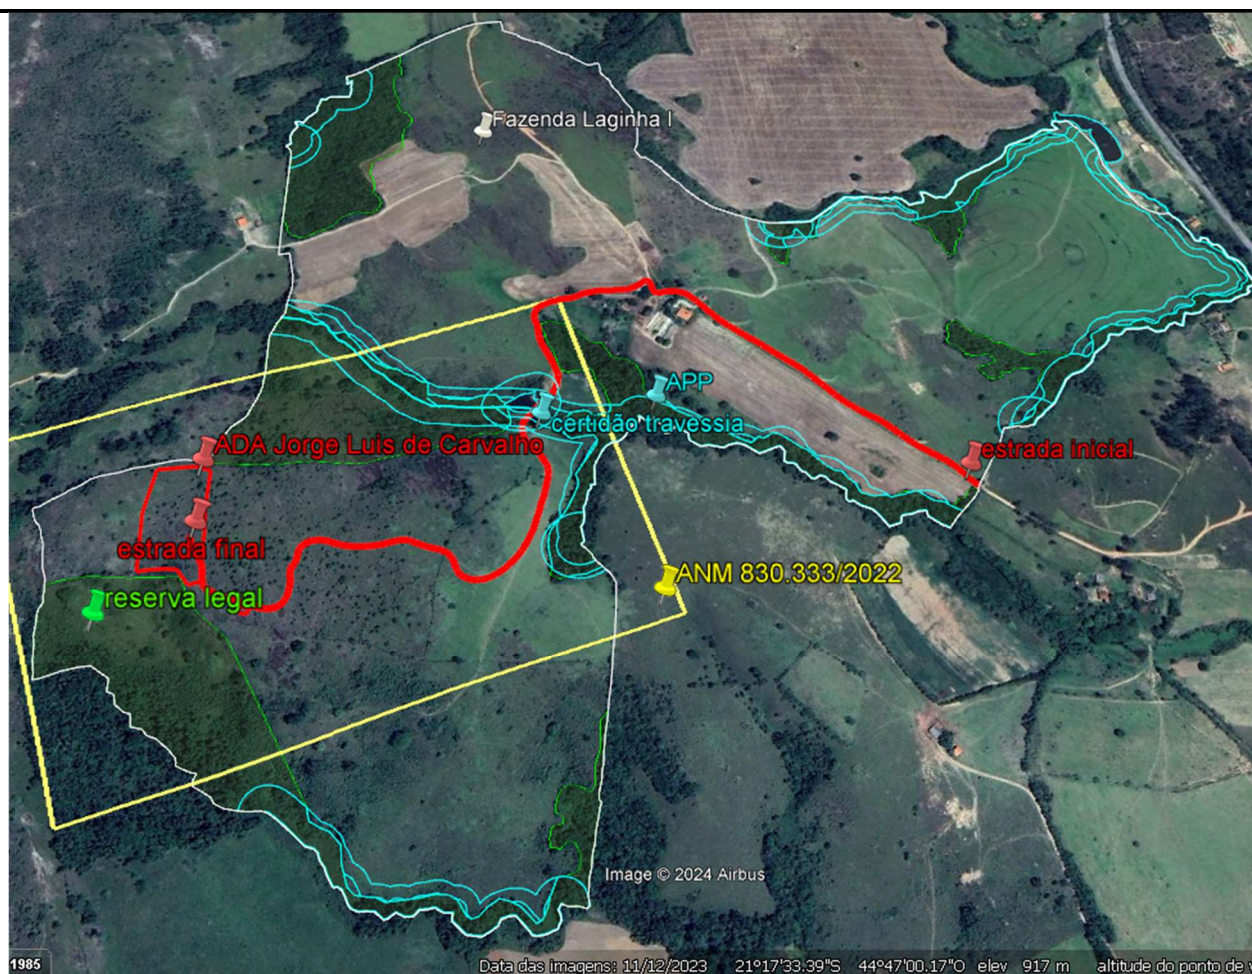 Fazenda Laginha I
APP
certidão travessia
ADA Jorge Luis de Carvalho
estrada inicial
estrada final
ANM 830.333/2022
reserva legal
Image © 2024 Airbus
1985
Data das imagens: 11/12/2023 21°17'33.39"S 44°47'00.17"O elev 917 m altitude do ponto de